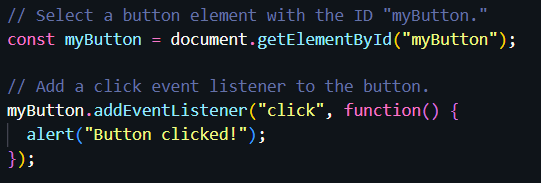 // Select a button element with the ID "myButton."
const myButton = document.getElementById("myButton");
// Add a click event listener to the button.
myButton.addEventListener("click", function() {
alert("Button clicked!");
});